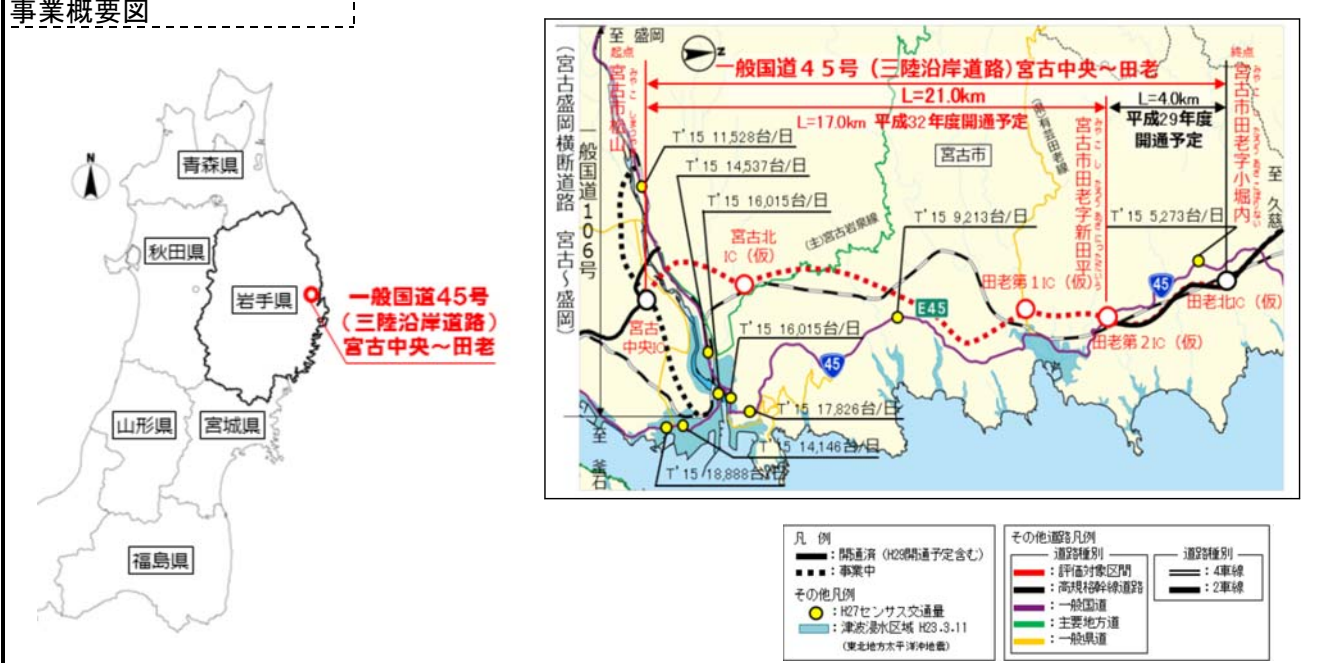 事業概要図
N
青森県
秋田県
岩手県
山形県
宮城県
福島県
一般国道45号
(三陸沿岸道路)
宮古中央~田老
至 盛岡
起点
宮古市松山
(宮古盛岡横断道路 宮古~盛岡)
一般国道106号
N
一般国道45号(三陸沿岸道路)宮古中央~田老
終点
宮古市田老字小堀内
L=21.0km
L=4.0km
L=17.0km 平成32年度開通予定
平成29年度
開通予定
(県)有芸田老線
宮古市田老字新田平
宮古市
至 久慈
T'15 11,528台/日
T'15 14,537台/日
T'15 16,015台/日
T'15 9,213台/日
T'15 5,273台/日
宮古北
IC(仮)
(主)宮古岩泉線
田老第1IC(仮)
45
田老北IC(仮)
宮古
中央IC
E45
T'15 16,015台/日
田老第2IC(仮)
45
T'15 17,826台/日
T'15 14,146台/日
T'15 18,888台/日
至 釜石
凡 例
:開通済(H29開通予定含む)
:事業中
その他凡例
:H27センサス交通量
:津波浸水区域 H23.3.11
(東北地方太平洋沖地震)
その他道路凡例
道路種別
:評価対象区間
:高規格幹線道路
:一般国道
:主要地方道
:一般県道
道路種別
:4車線
:2車線